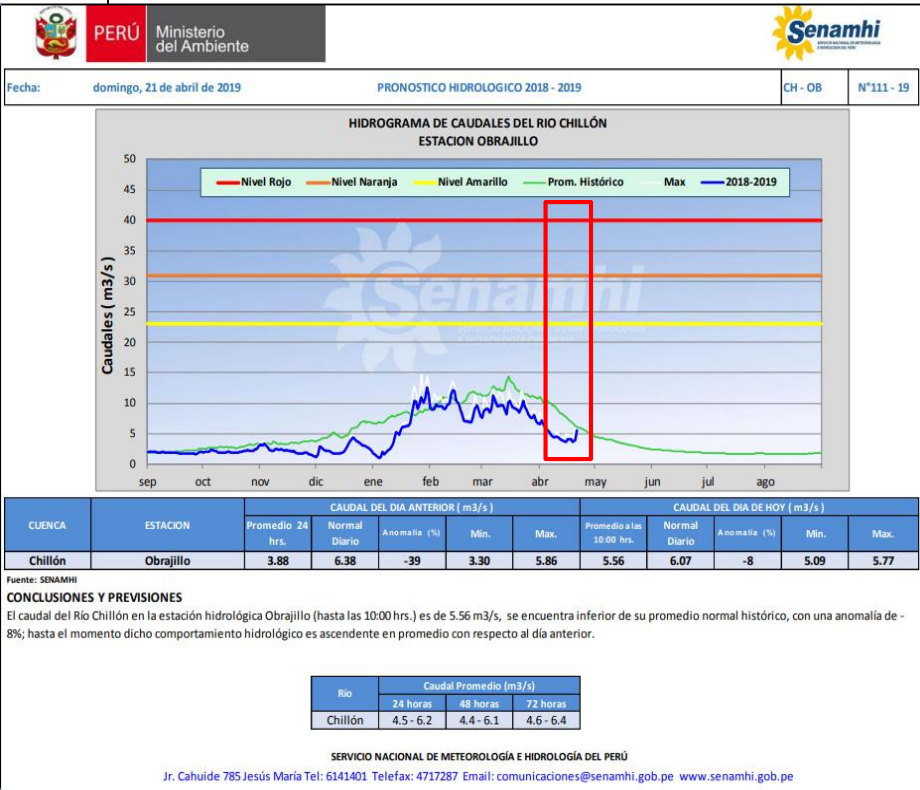 PERÚ
Ministerio
del Ambiente
Senamhi
Fecha: domingo, 21 de abril de 2019 PRONOSTICO HIDROLOGICO 2018 - 2019 CH - OB N°111 - 19
HIDROGRAMA DE CAUDALES DEL RIO CHILLÓN
ESTACION OBRAJILLO
Nivel Rojo Nivel Naranja Nivel Amarillo Prom. Histórico Max 2018-2019
Caudales ( m3/s )
50
45
40
35
30
25
20
15
10
5
0
Senamhi
sep oct nov dic ene feb mar abr may jun jul ago
CUENCA ESTACION CAUDAL DEL DIA ANTERIOR ( m3/s ) CAUDAL DEL DIA DE HOY ( m3/s )
Promedio 24 hrs. Normal Diario Anomalia (%) Min. Max. Promedio a las 10:00 hrs. Normal Diario Anomalia (%) Min. Max.
Chillón Obrajillo 3.88 6.38 -39 3.30 5.86 5.56 6.07 -8 5.09 5.77
Fuente: SENAMHI
CONCLUSIONES Y PREVISIONES
El caudal del Río Chillón en la estación hidrológica Obrajillo (hasta las 10:00 hrs.) es de 5.56 m3/s, se encuentra inferior de su promedio normal histórico, con una anomalía de -
8%; hasta el momento dicho comportamiento hidrológico es ascendente en promedio con respecto al día anterior.
Río Caudal Promedio (m3/s)
24 horas 48 horas 72 horas
Chillón 4.5 - 6.2 4.4 - 6.1 4.6 - 6.4
SERVICIO NACIONAL DE METEOROLOGÍA E HIDROLOGÍA DEL PERÚ
Jr. Cahuide 785 Jesús María Tel: 6141401 Telefax: 4717287 Email: comunicaciones@senamhi.gob.pe www.senamhi.gob.pe